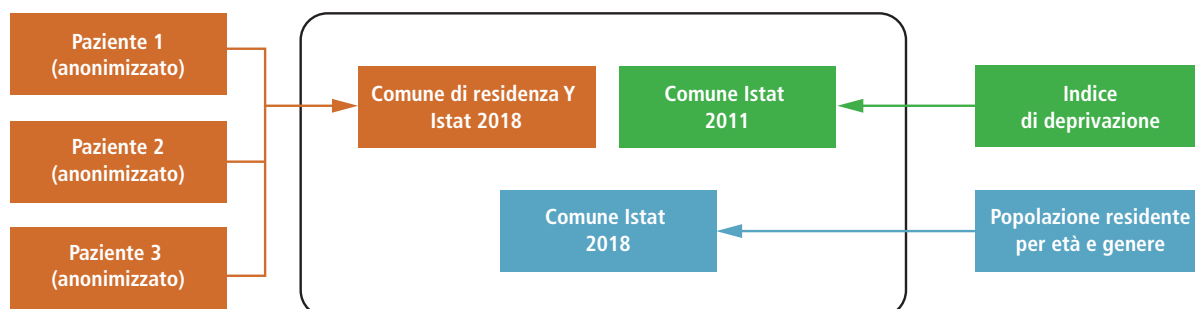 Paziente 1
(anonimizzato)
Paziente 2
(anonimizzato)
Paziente 3
(anonimizzato)
Comune di residenza Y
Istat 2018
Comune Istat
2011
Indice
di deprivazione
Comune Istat
2018
Popolazione residente
per età e genere